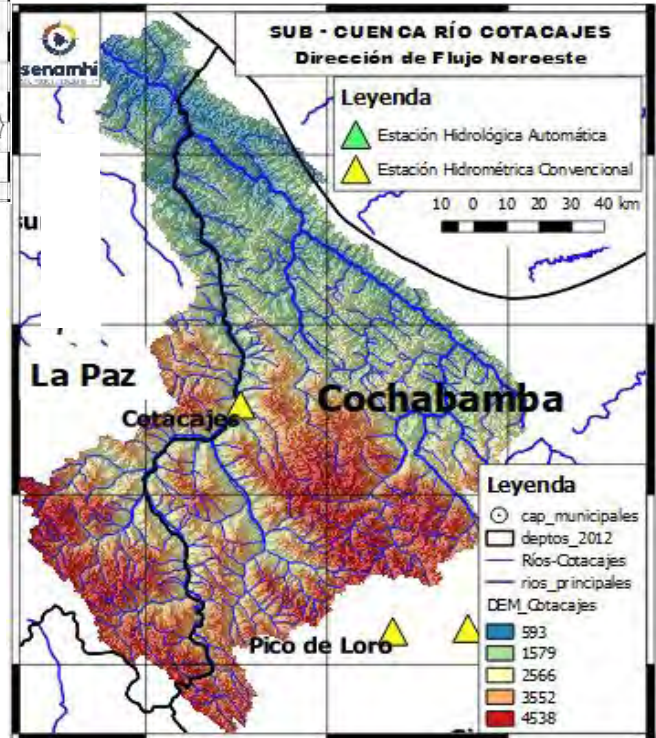 senamhi
SUB - CUENCA RÍO COTACAJES
Dirección de Flujo Noroeste
Leyenda
Estación Hidrológica Automática
Estación Hidrométrica Convencional
10 0 10 20 30 40 km
La Paz
Cochabamba
Cotacajes
Pico de Loro
Leyenda
cap_municipales
deptos_2012
Ríos-Cotacajes
rios_principales
DEM_Cotacajes
593
1579
2566
3552
4538